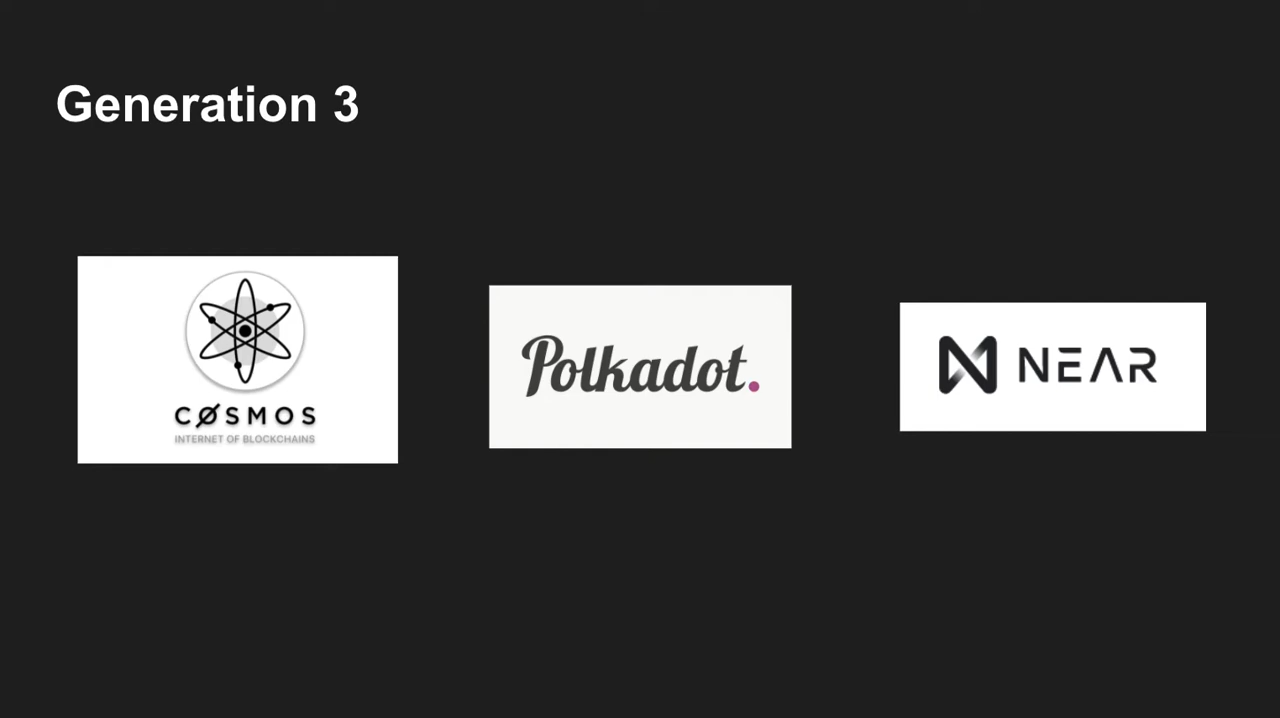 Generation 3
CØSMOS
INTERNET OF BLOCKCHAINS
Polkadot.
NEAR